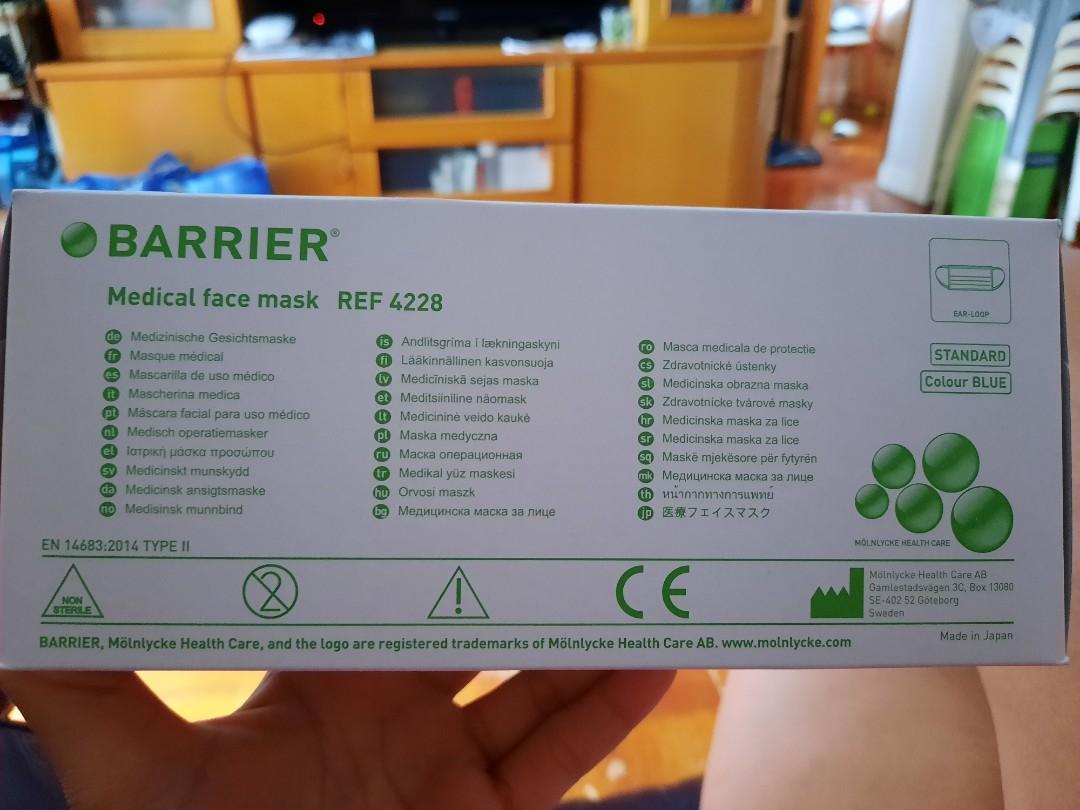 BARRIER®
Medical face mask REF 4228
EAR-LOOP
STANDARD
Colour BLUE
de Medizinische Gesichtsmaske
fr Masque médical
es Mascarilla de uso médico
it Mascherina medica
pt Máscara facial para uso médico
nl Medisch operatiemasker
el Ιατρική μάσκα προσώπου
sv Medicinskt munskydd
da Medicinsk ansigtsmaske
no Medisinsk munnbind
is Andlitsgríma í lækningaskyni
fi Lääkinnällinen kasvonsuoja
lv Medicīniskā sejas maska
et Meditsiiniline näomask
lt Medicininė veido kaukė
pl Maska medyczna
ru Маска операционная
tr Medikal yüz maskesi
hu Orvosi maszk
bg Медицинска маска за лице
ro Masca medicala de protectie
cs Zdravotnické ústenky
sl Medicinska obrazna maska
sk Zdravotnícke tvárové masky
hr Medicinska maska za lice
sr Medicinska maska za lice
sq Maskë mjekësore për fytyrën
mk Медицинска маска за лице
th หน้ากากทางการแพทย์
jp 医療フェイスマスク
MÖLNLYCKE HEALTH CARE
EN 14683:2014 TYPE II
NON
STERILE
2
!
CE
Mölnlycke Health Care AB
Gamlestadsvägen 3C, Box 13080
SE-402 52 Göteborg
Sweden
BARRIER, Mölnlycke Health Care, and the logo are registered trademarks of Mölnlycke Health Care AB. www.molnlycke.com
Made in Japan